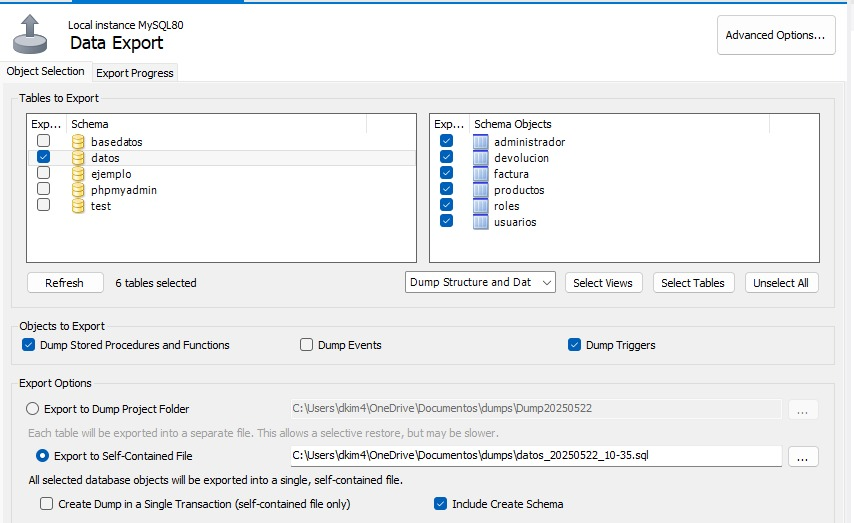 Local instance MySQL80
Data Export
Advanced Options...
Object Selection
Export Progress
Tables to Export
Exp... Schema
basedatos
datos
ejemplo
phpmyadmin
test
Exp... Schema Objects
administrador
devolucion
factura
productos
roles
usuarios
Refresh
6 tables selected
Dump Structure and Dat
Select Views
Select Tables
Unselect All
Objects to Export
Dump Stored Procedures and Functions
Dump Events
Dump Triggers
Export Options
Export to Dump Project Folder
C:\Users\dkim4\OneDrive\Documentos\dumps\Dump20250522
...
Each table will be exported into a separate file. This allows a selective restore, but may be slower.
Export to Self-Contained File
C:\Users\dkim4\OneDrive\Documentos\dumps\datos_20250522_10-35.sql
...
All selected database objects will be exported into a single, self-contained file.
Create Dump in a Single Transaction (self-contained file only)
Include Create Schema